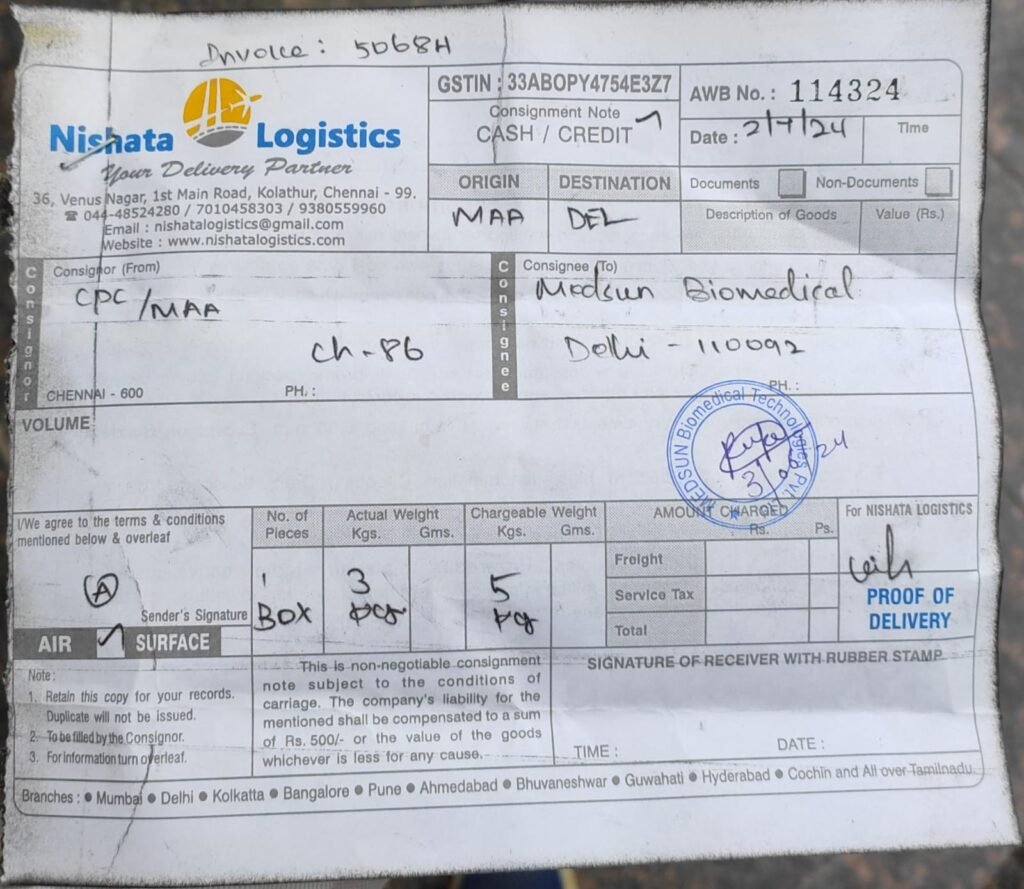 Invoice: 5068H
Nishata Logistics
Your Delivery Partner
36, Venus Nagar, 1st Main Road, Kolathur, Chennai - 99.
☎ 044-48524280 / 7010458303 / 9380559960
Email : nishatalogistics@gmail.com
Website : www.nishatalogistics.com
GSTIN : 33ABOPY4754E3Z7
Consignment Note
CASH / CREDIT
AWB No. : 114324
Date : 2/7/24 Time
ORIGIN DESTINATION
MAA DEL
Documents Non-Documents
Description of Goods Value (Rs.)
Consignor
Consignor (From)
CPC/MAA
Ch-86
CHENNAI - 600 PH. :
Consignee
Consignee (To)
Medsun Biomedical
Delhi - 110092
PH. :
VOLUME
MEDSUN Biomedical Technologies Pvt
I/We agree to the terms & conditions
mentioned below & overleaf
A
Sender's Signature
AIR SURFACE
No. of Pieces
1
BOX
Actual Weight
Kgs. Gms.
3
Chargeable Weight
Kgs. Gms.
5
AMOUNT CHARGED
Rs. Ps.
Freight
Service Tax
Total
For NISHATA LOGISTICS
PROOF OF
DELIVERY
Note :
1. Retain this copy for your records.
Duplicate will not be issued.
2. To be filled by the Consignor.
3. For information turn overleaf.
This is non-negotiable consignment
note subject to the conditions of
carriage. The company's liability for the
mentioned shall be compensated to a sum
of Rs. 500/- or the value of the goods
whichever is less for any cause.
SIGNATURE OF RECEIVER WITH RUBBER STAMP
TIME : DATE :
Branches : ● Mumbai ● Delhi ● Kolkatta ● Bangalore ● Pune ● Ahmedabad ● Bhuvaneshwar ● Guwahati ● Hyderabad ● Cochin and All over Tamilnadu